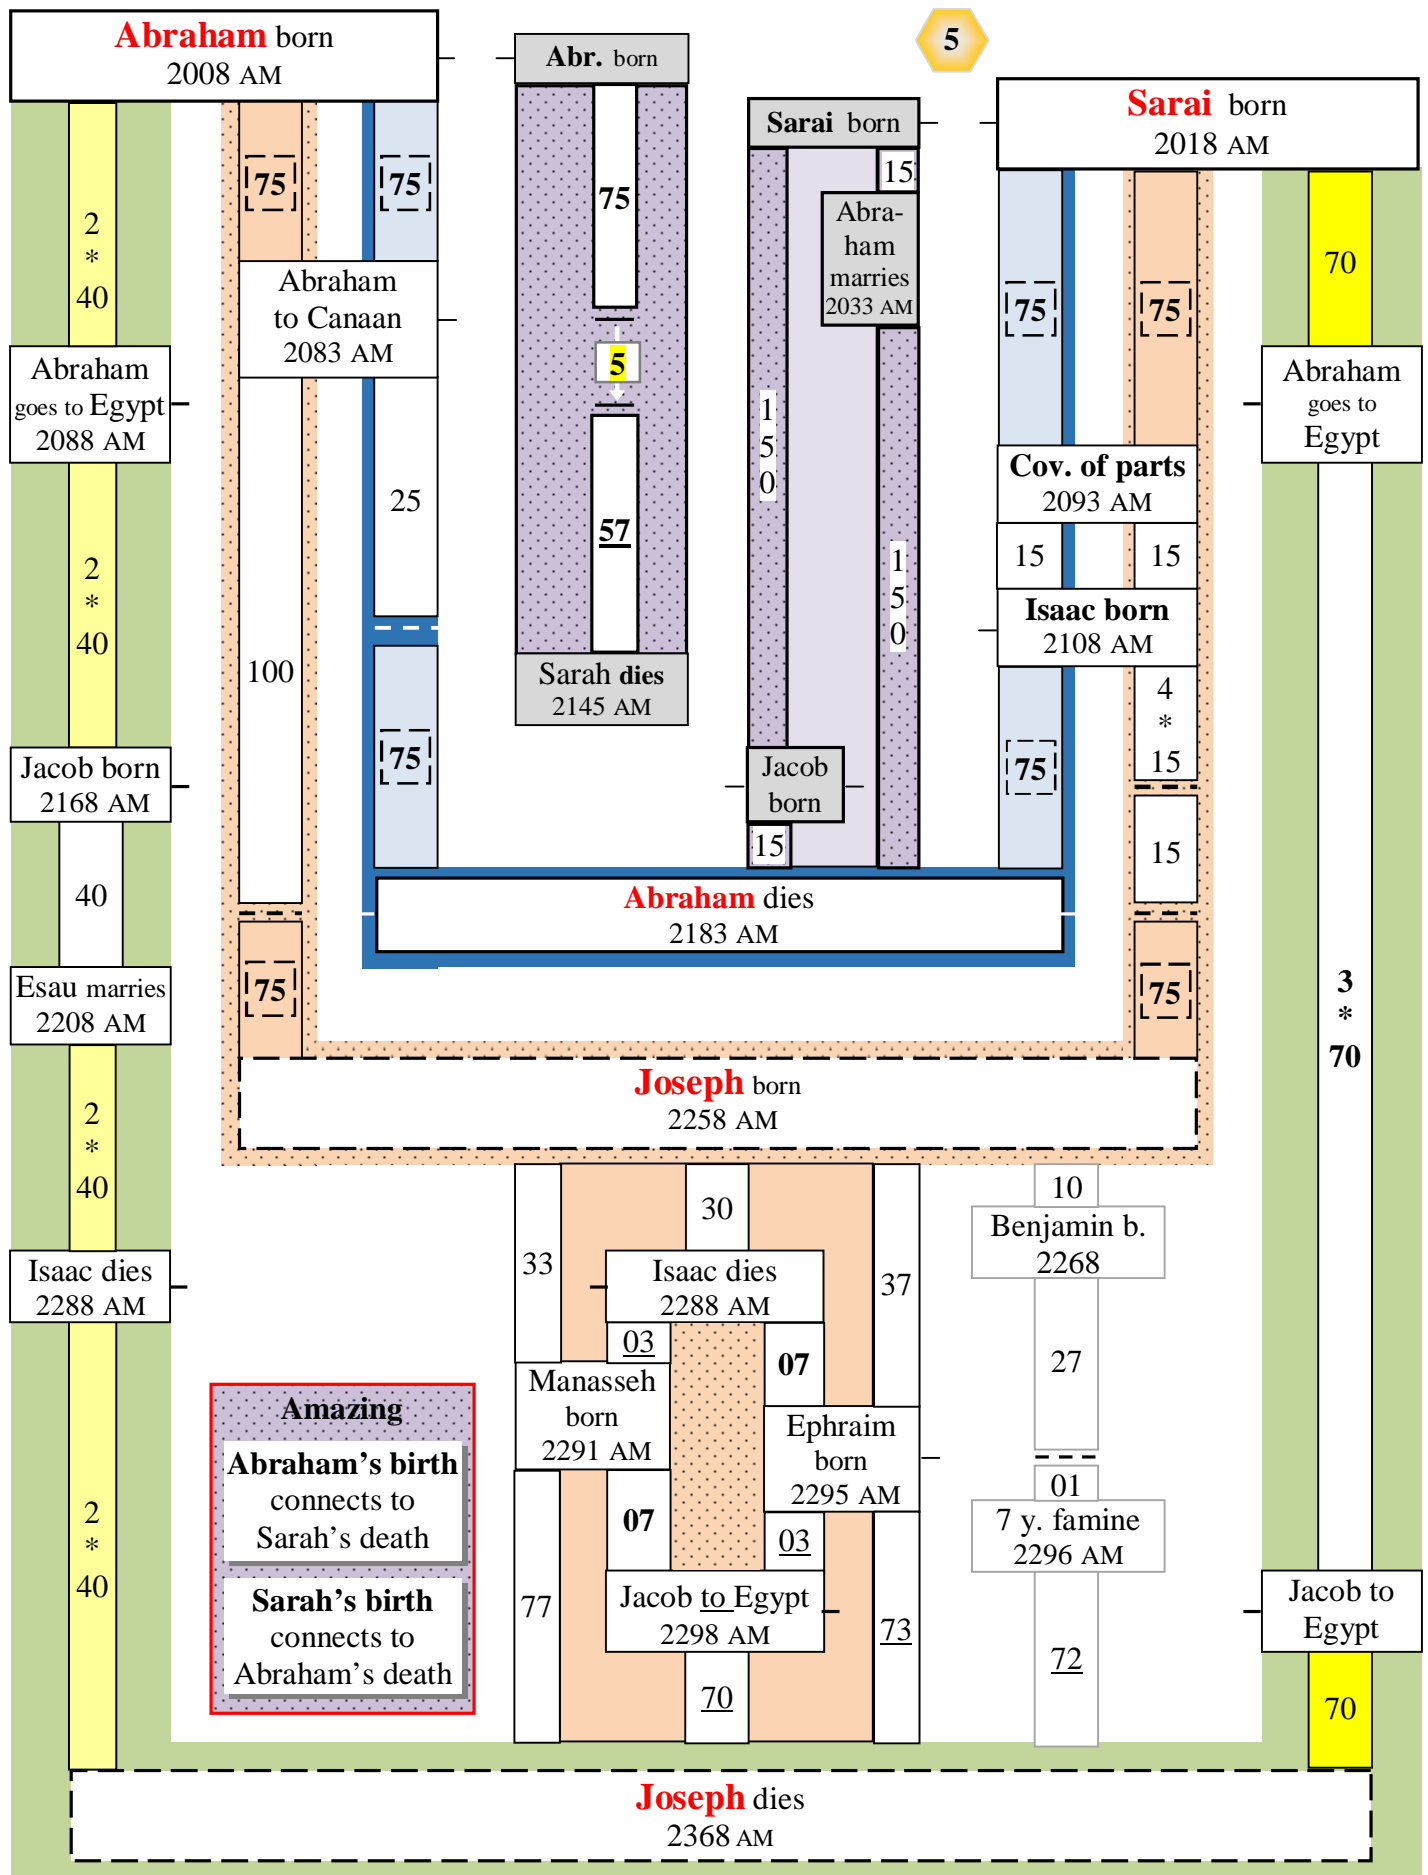 Abraham born
2008 AM
Abr. born
5
Sarai born
Sarai born
2018 AM
2
*
40
75
75
75
15
Abra-
ham
marries
2033 AM
75
75
70
Abraham
to Canaan
2083 AM
5
Abraham
goes to Egypt
2088 AM
Abraham
goes to
Egypt
1
5
0
Cov. of parts
2093 AM
25
57
2
*
40
1
5
0
15
15
Isaac born
2108 AM
100
Sarah dies
2145 AM
4
*
15
75
75
Jacob born
2168 AM
Jacob
born
15
15
40
Abraham dies
2183 AM
Esau marries
2208 AM
75
75
3
*
70
Joseph born
2258 AM
2
*
40
33
30
37
10
Benjamin b.
2268
Isaac dies
2288 AM
Isaac dies
2288 AM
03
07
27
Manasseh
born
2291 AM
Ephraim
born
2295 AM
Amazing
Abraham’s birth
connects to
Sarah’s death
Sarah’s birth
connects to
Abraham’s death
01
7 y. famine
2296 AM
2
*
40
07
03
77
Jacob to Egypt
2298 AM
73
72
Jacob to
Egypt
70
70
Joseph dies
2368 AM